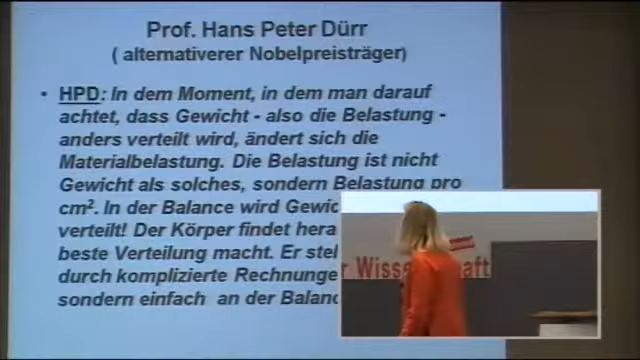 Prof. Hans Peter Dürr
( alternativerer Nobelpreisträger)
• HPD: In dem Moment, in dem man darauf
achtet, dass Gewicht - also die Belastung -
anders verteilt wird, ändert sich die
Materialbelastung. Die Belastung ist nicht
Gewicht als solches, sondern Belastung pro
cm². In der Balance wird
verteilt! Der Körper findet
beste Verteilung macht. Er
durch komplizierte
sondern einfach an der